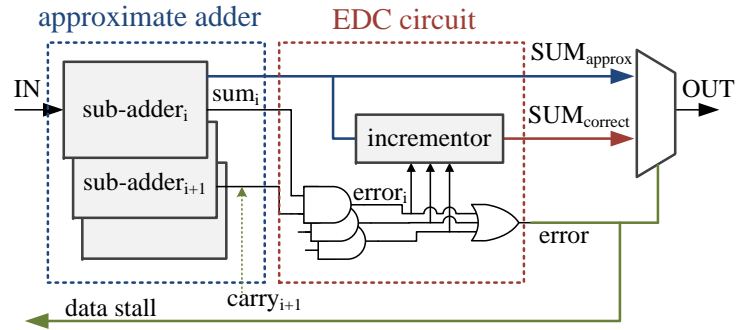 approximate adder
EDC circuit
SUMapprox
IN
sub-adderi
sumi
OUT
SUMcorrect
incrementor
sub-adderi+1
errori
error
data stall
carryi+1